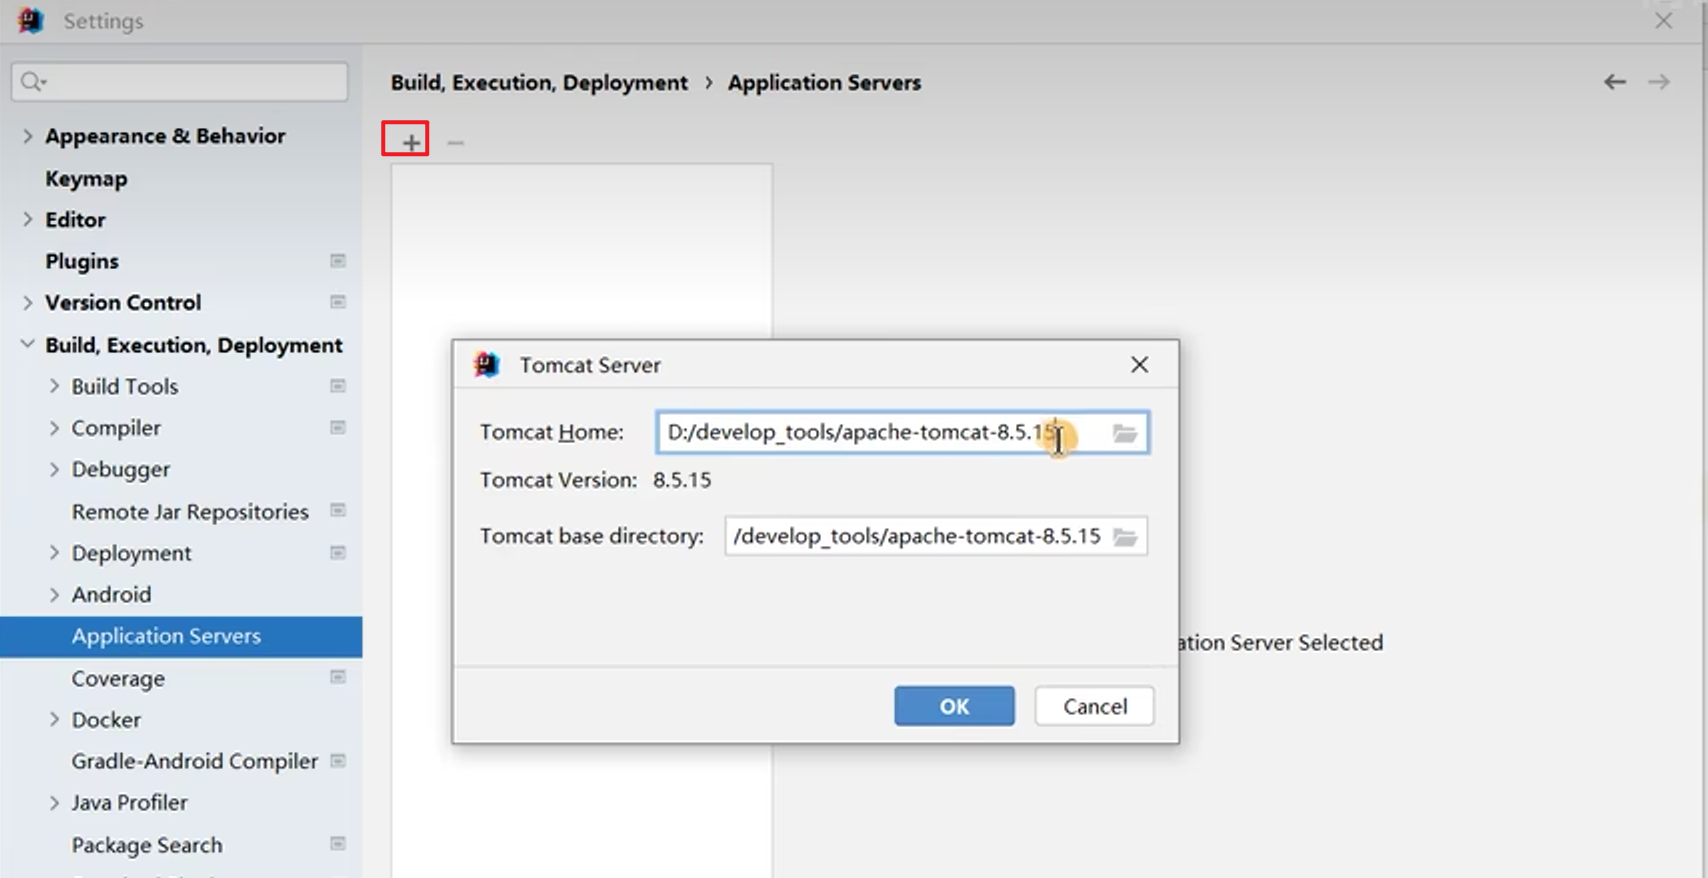 Settings
Build, Execution, Deployment › Application Servers
Appearance & Behavior
Keymap
Editor
Plugins
Version Control
Build, Execution, Deployment
Build Tools
Compiler
Debugger
Remote Jar Repositories
Deployment
Android
Application Servers
Coverage
Docker
Gradle-Android Compiler
Java Profiler
Package Search
Tomcat Server
Tomcat Home: D:/develop_tools/apache-tomcat-8.5.15
Tomcat Version: 8.5.15
Tomcat base directory: /develop_tools/apache-tomcat-8.5.15
ation Server Selected
OK Cancel